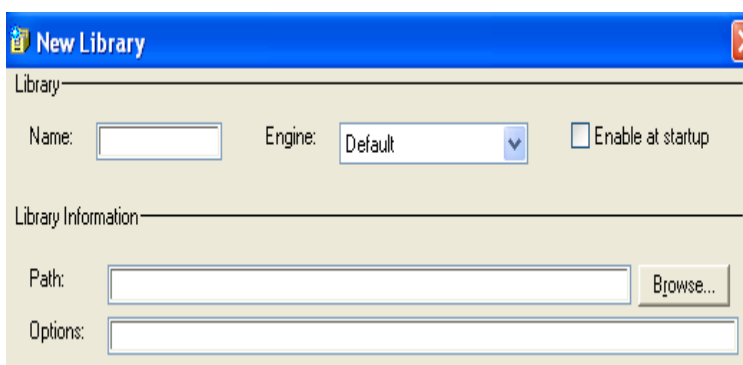 New Library
Library
Name:
Engine: Default
Enable at startup
Library Information
Path:
Browse...
Options: